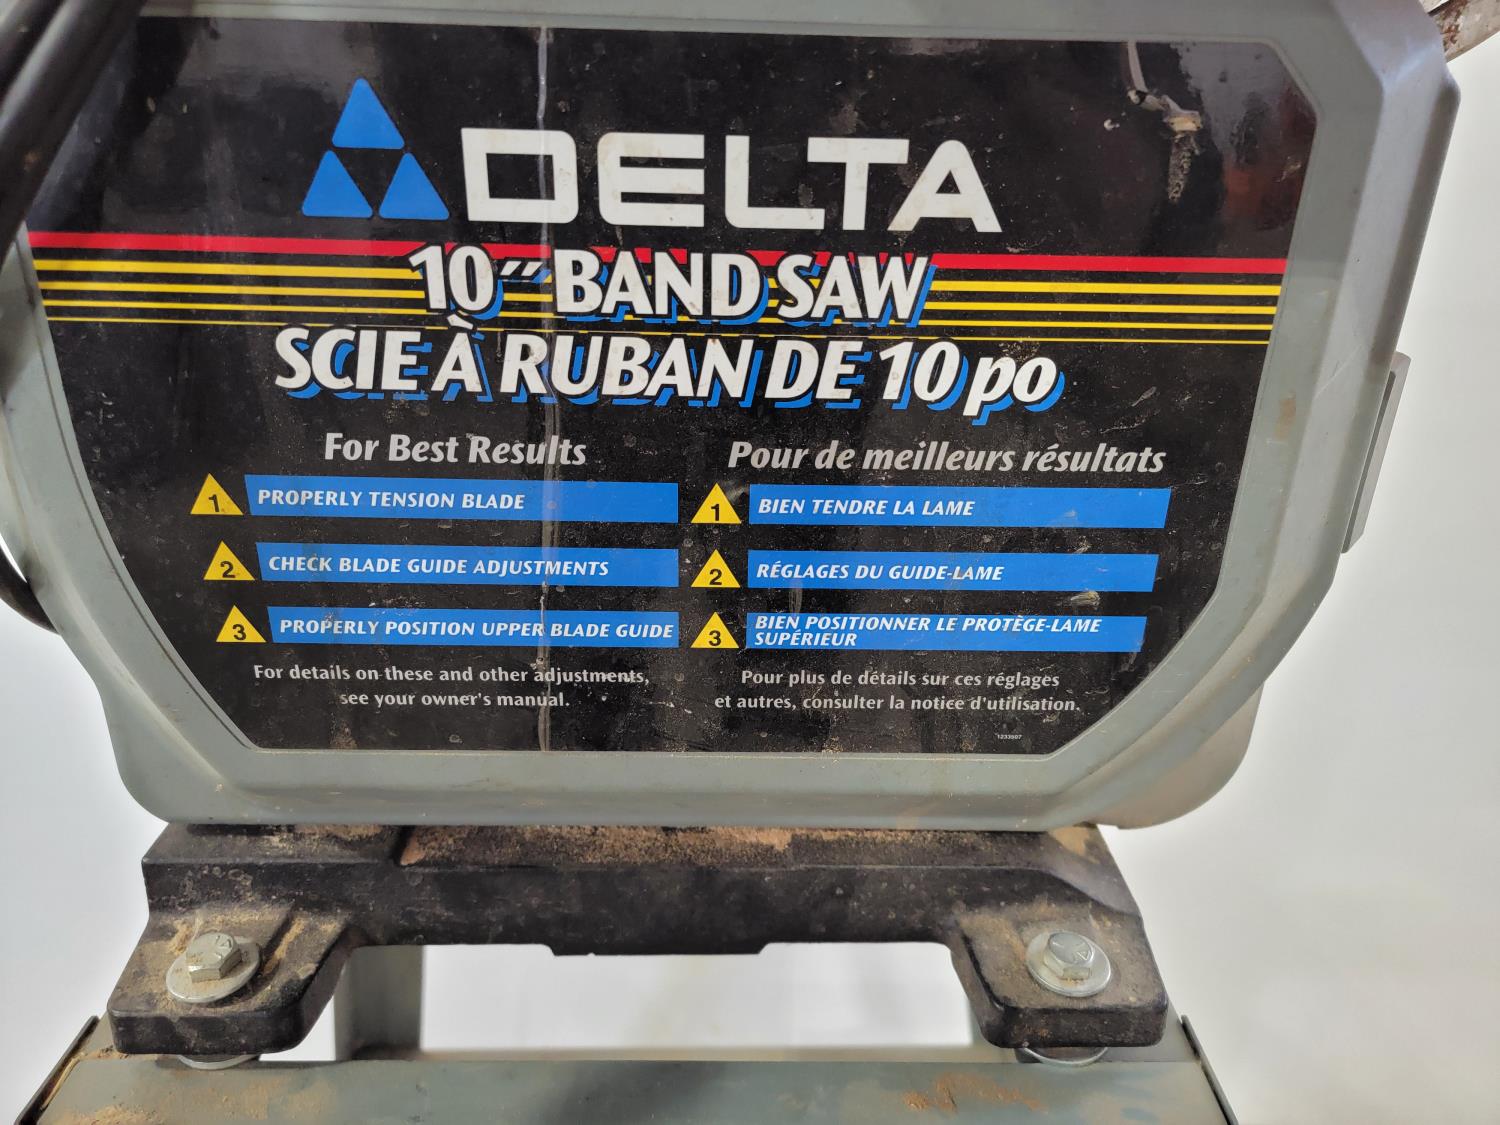 DELTA
10" BAND SAW
SCIE À RUBAN DE 10 po
For Best Results
1 PROPERLY TENSION BLADE
2 CHECK BLADE GUIDE ADJUSTMENTS
3 PROPERLY POSITION UPPER BLADE GUIDE
For details on these and other adjustments,
see your owner's manual.
Pour de meilleurs résultats
1 BIEN TENDRE LA LAME
2 RÉGLAGES DU GUIDE-LAME
3 BIEN POSITIONNER LE PROTÈGE-LAME
SUPÉRIEUR
Pour plus de détails sur ces réglages
et autres, consulter la notice d'utilisation.